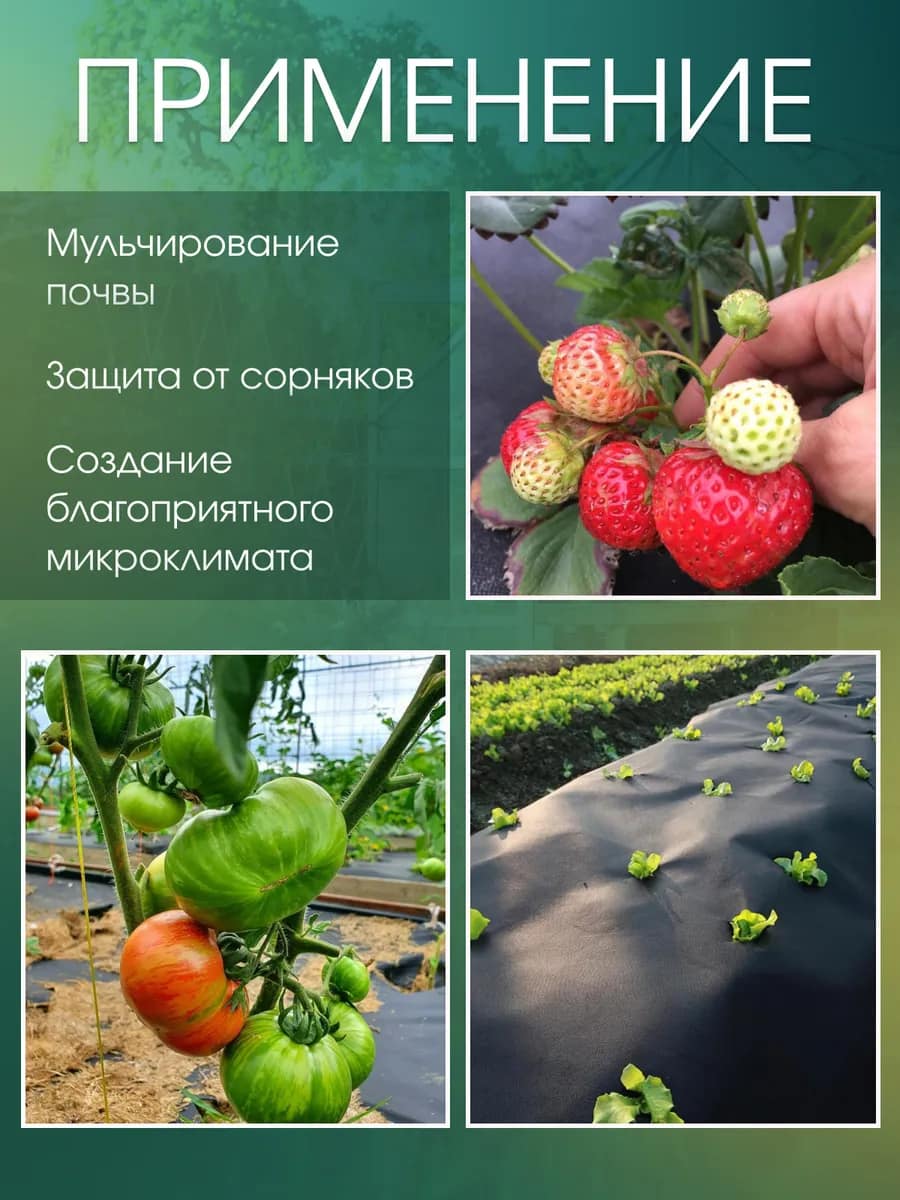 ПРИМЕНЕНИЕ
Мульчирование
почвы
Защита от сорняков
Создание
благоприятного
микроклимата